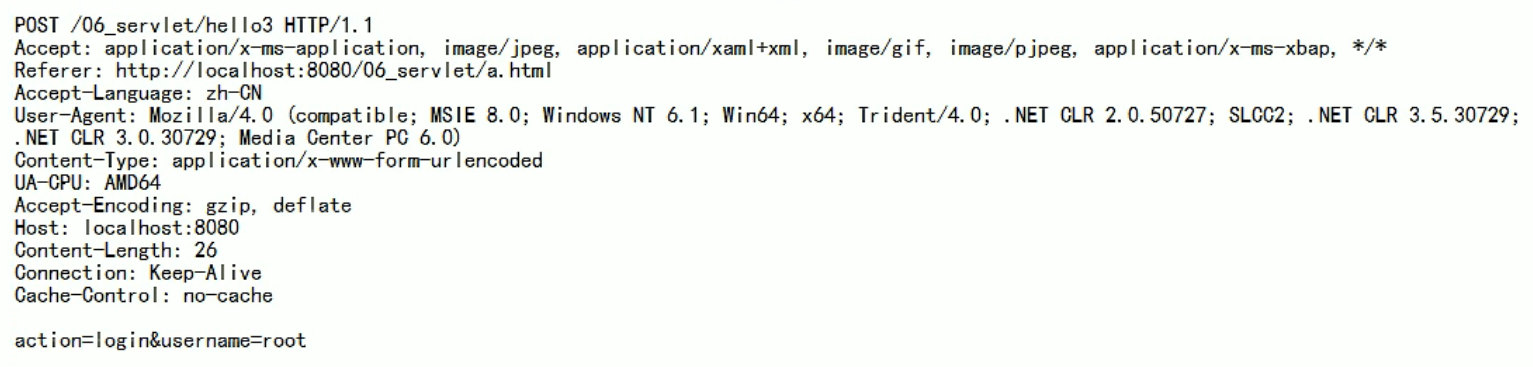 POST /06_servlet/hello3 HTTP/1.1
Accept: application/x-ms-application, image/jpeg, application/xaml+xml, image/gif, image/pjpeg, application/x-ms-xbap, */*
Referer: http://localhost:8080/06_servlet/a.html
Accept-Language: zh-CN
User-Agent: Mozilla/4.0 (compatible; MSIE 8.0; Windows NT 6.1; Win64; x64; Trident/4.0; .NET CLR 2.0.50727; SLCC2; .NET CLR 3.5.30729;
.NET CLR 3.0.30729; Media Center PC 6.0)
Content-Type: application/x-www-form-urlencoded
UA-CPU: AMD64
Accept-Encoding: gzip, deflate
Host: localhost:8080
Content-Length: 26
Connection: Keep-Alive
Cache-Control: no-cache

action=login&username=root